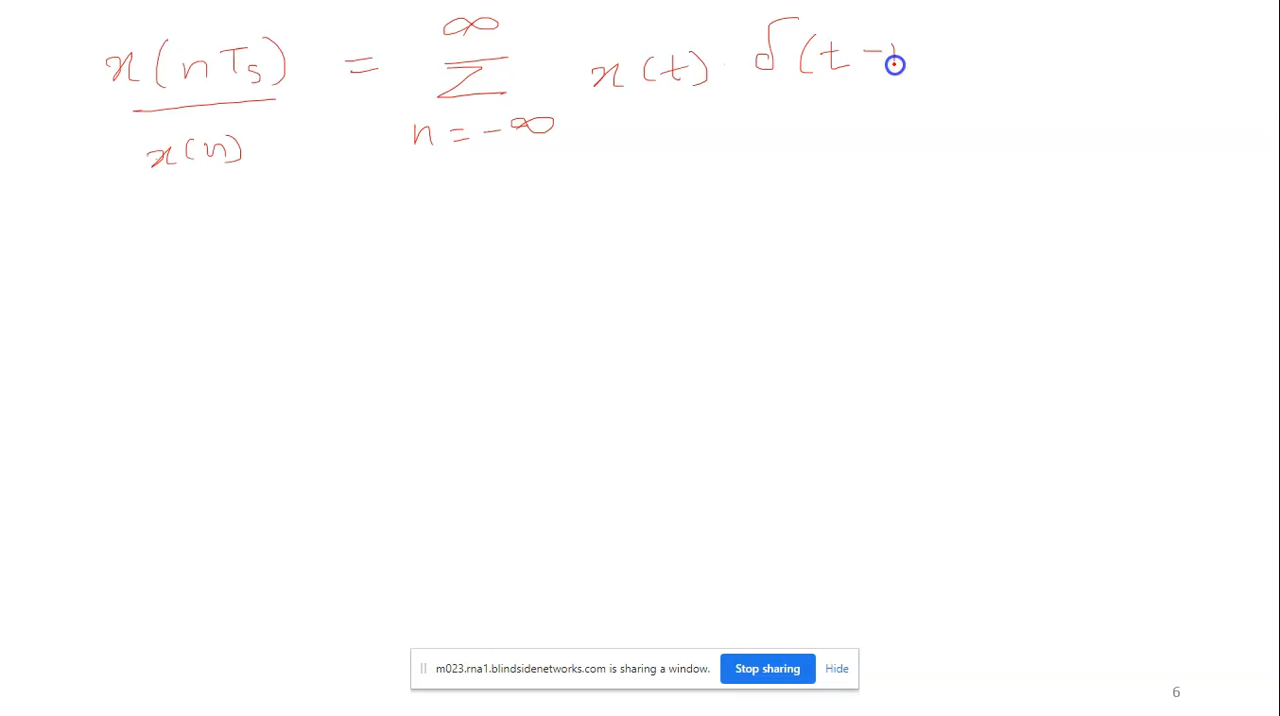 x(nTs) = ∞ Σ n=-∞ x(t) . δ(t -
x(n)
m023.rna1.blindsidenetworks.com is sharing a window. Stop sharing Hide
6